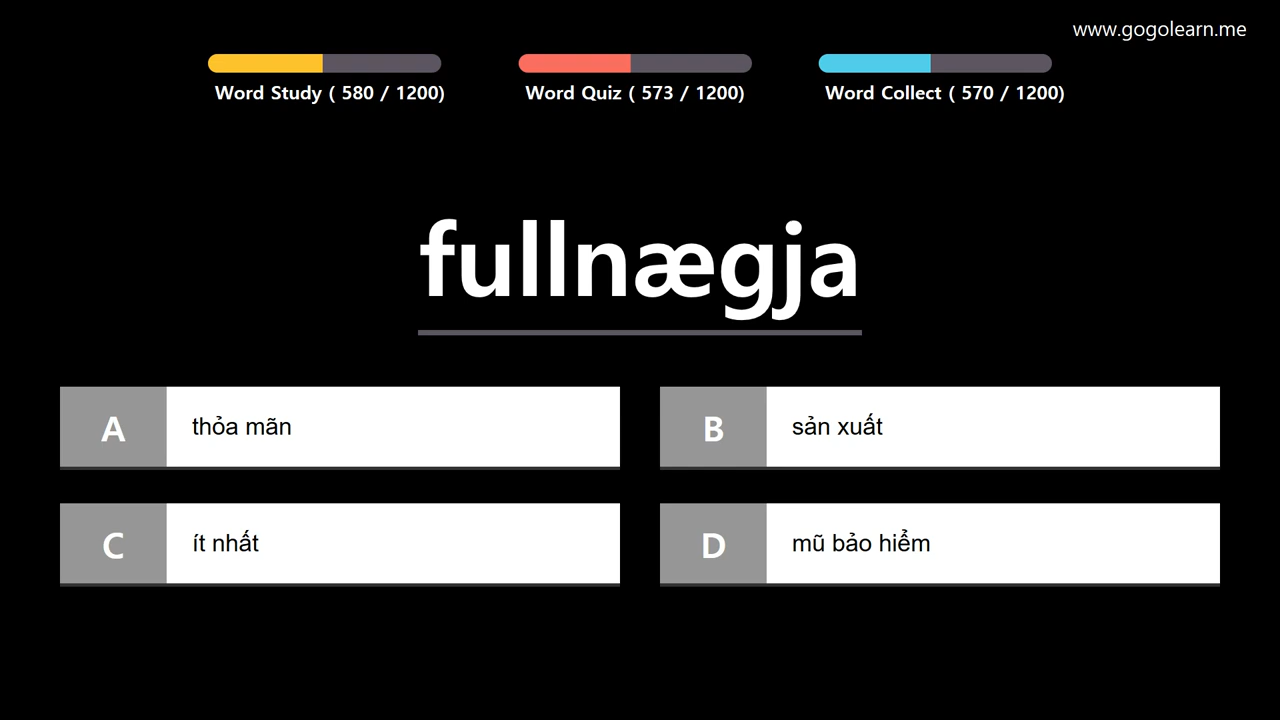 www.gogolearn.me
Word Study ( 580 / 1200)
Word Quiz ( 573 / 1200)
Word Collect ( 570 / 1200)
fullnægja
A thỏa mãn
B sản xuất
C ít nhất
D mũ bảo hiểm